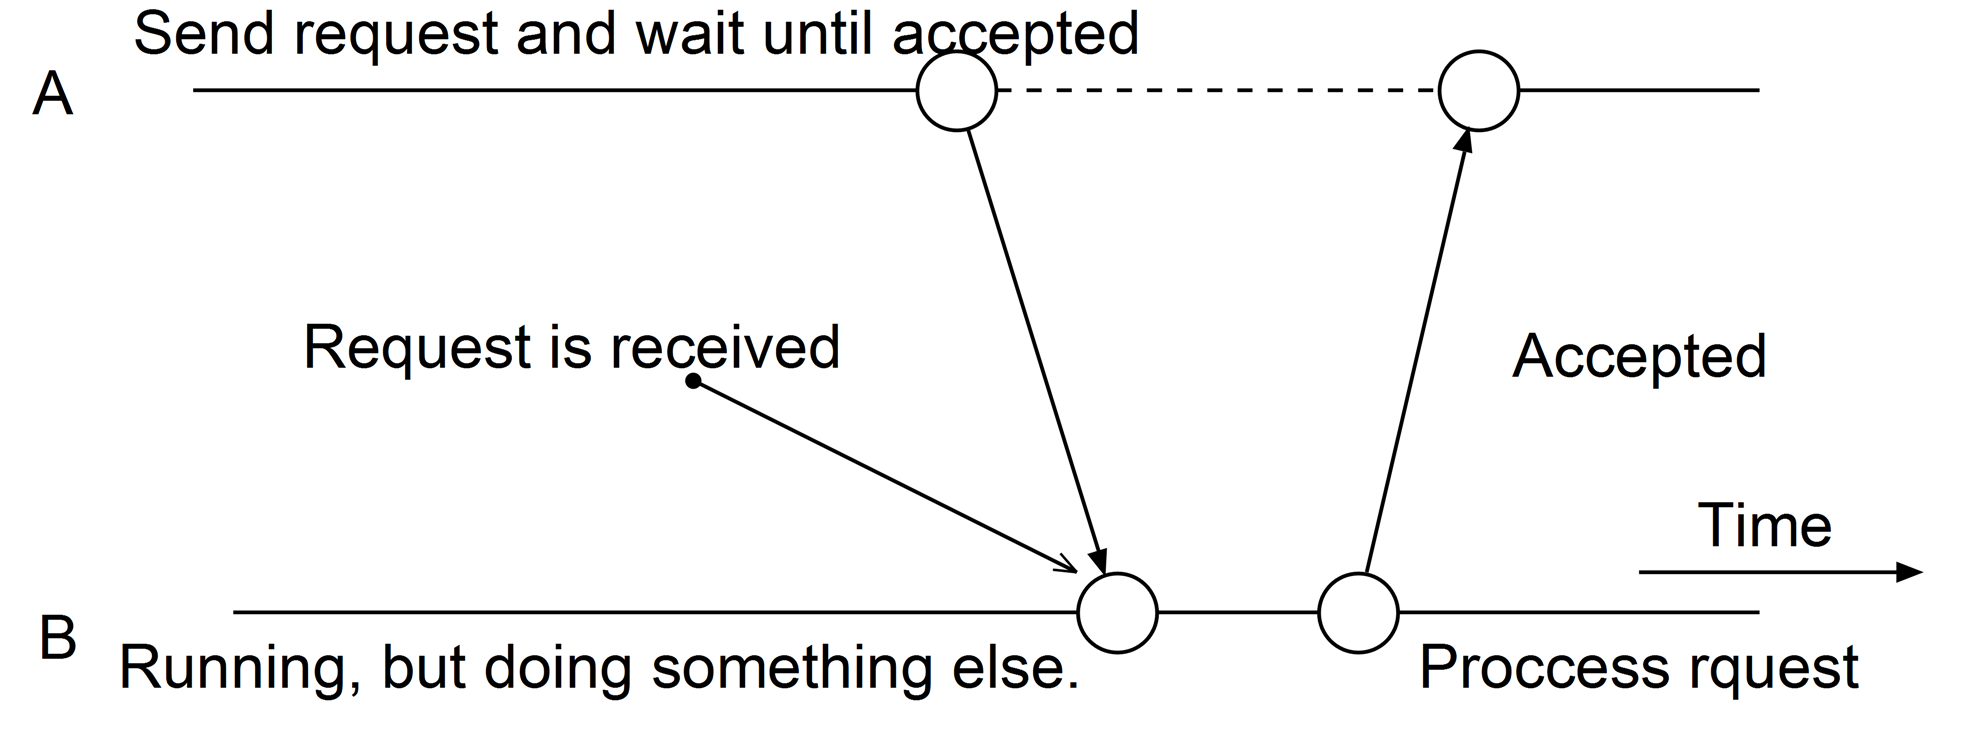 Send request and wait until accepted
A
Request is received
Accepted
Time
B
Running, but doing something else.
Proccess rquest